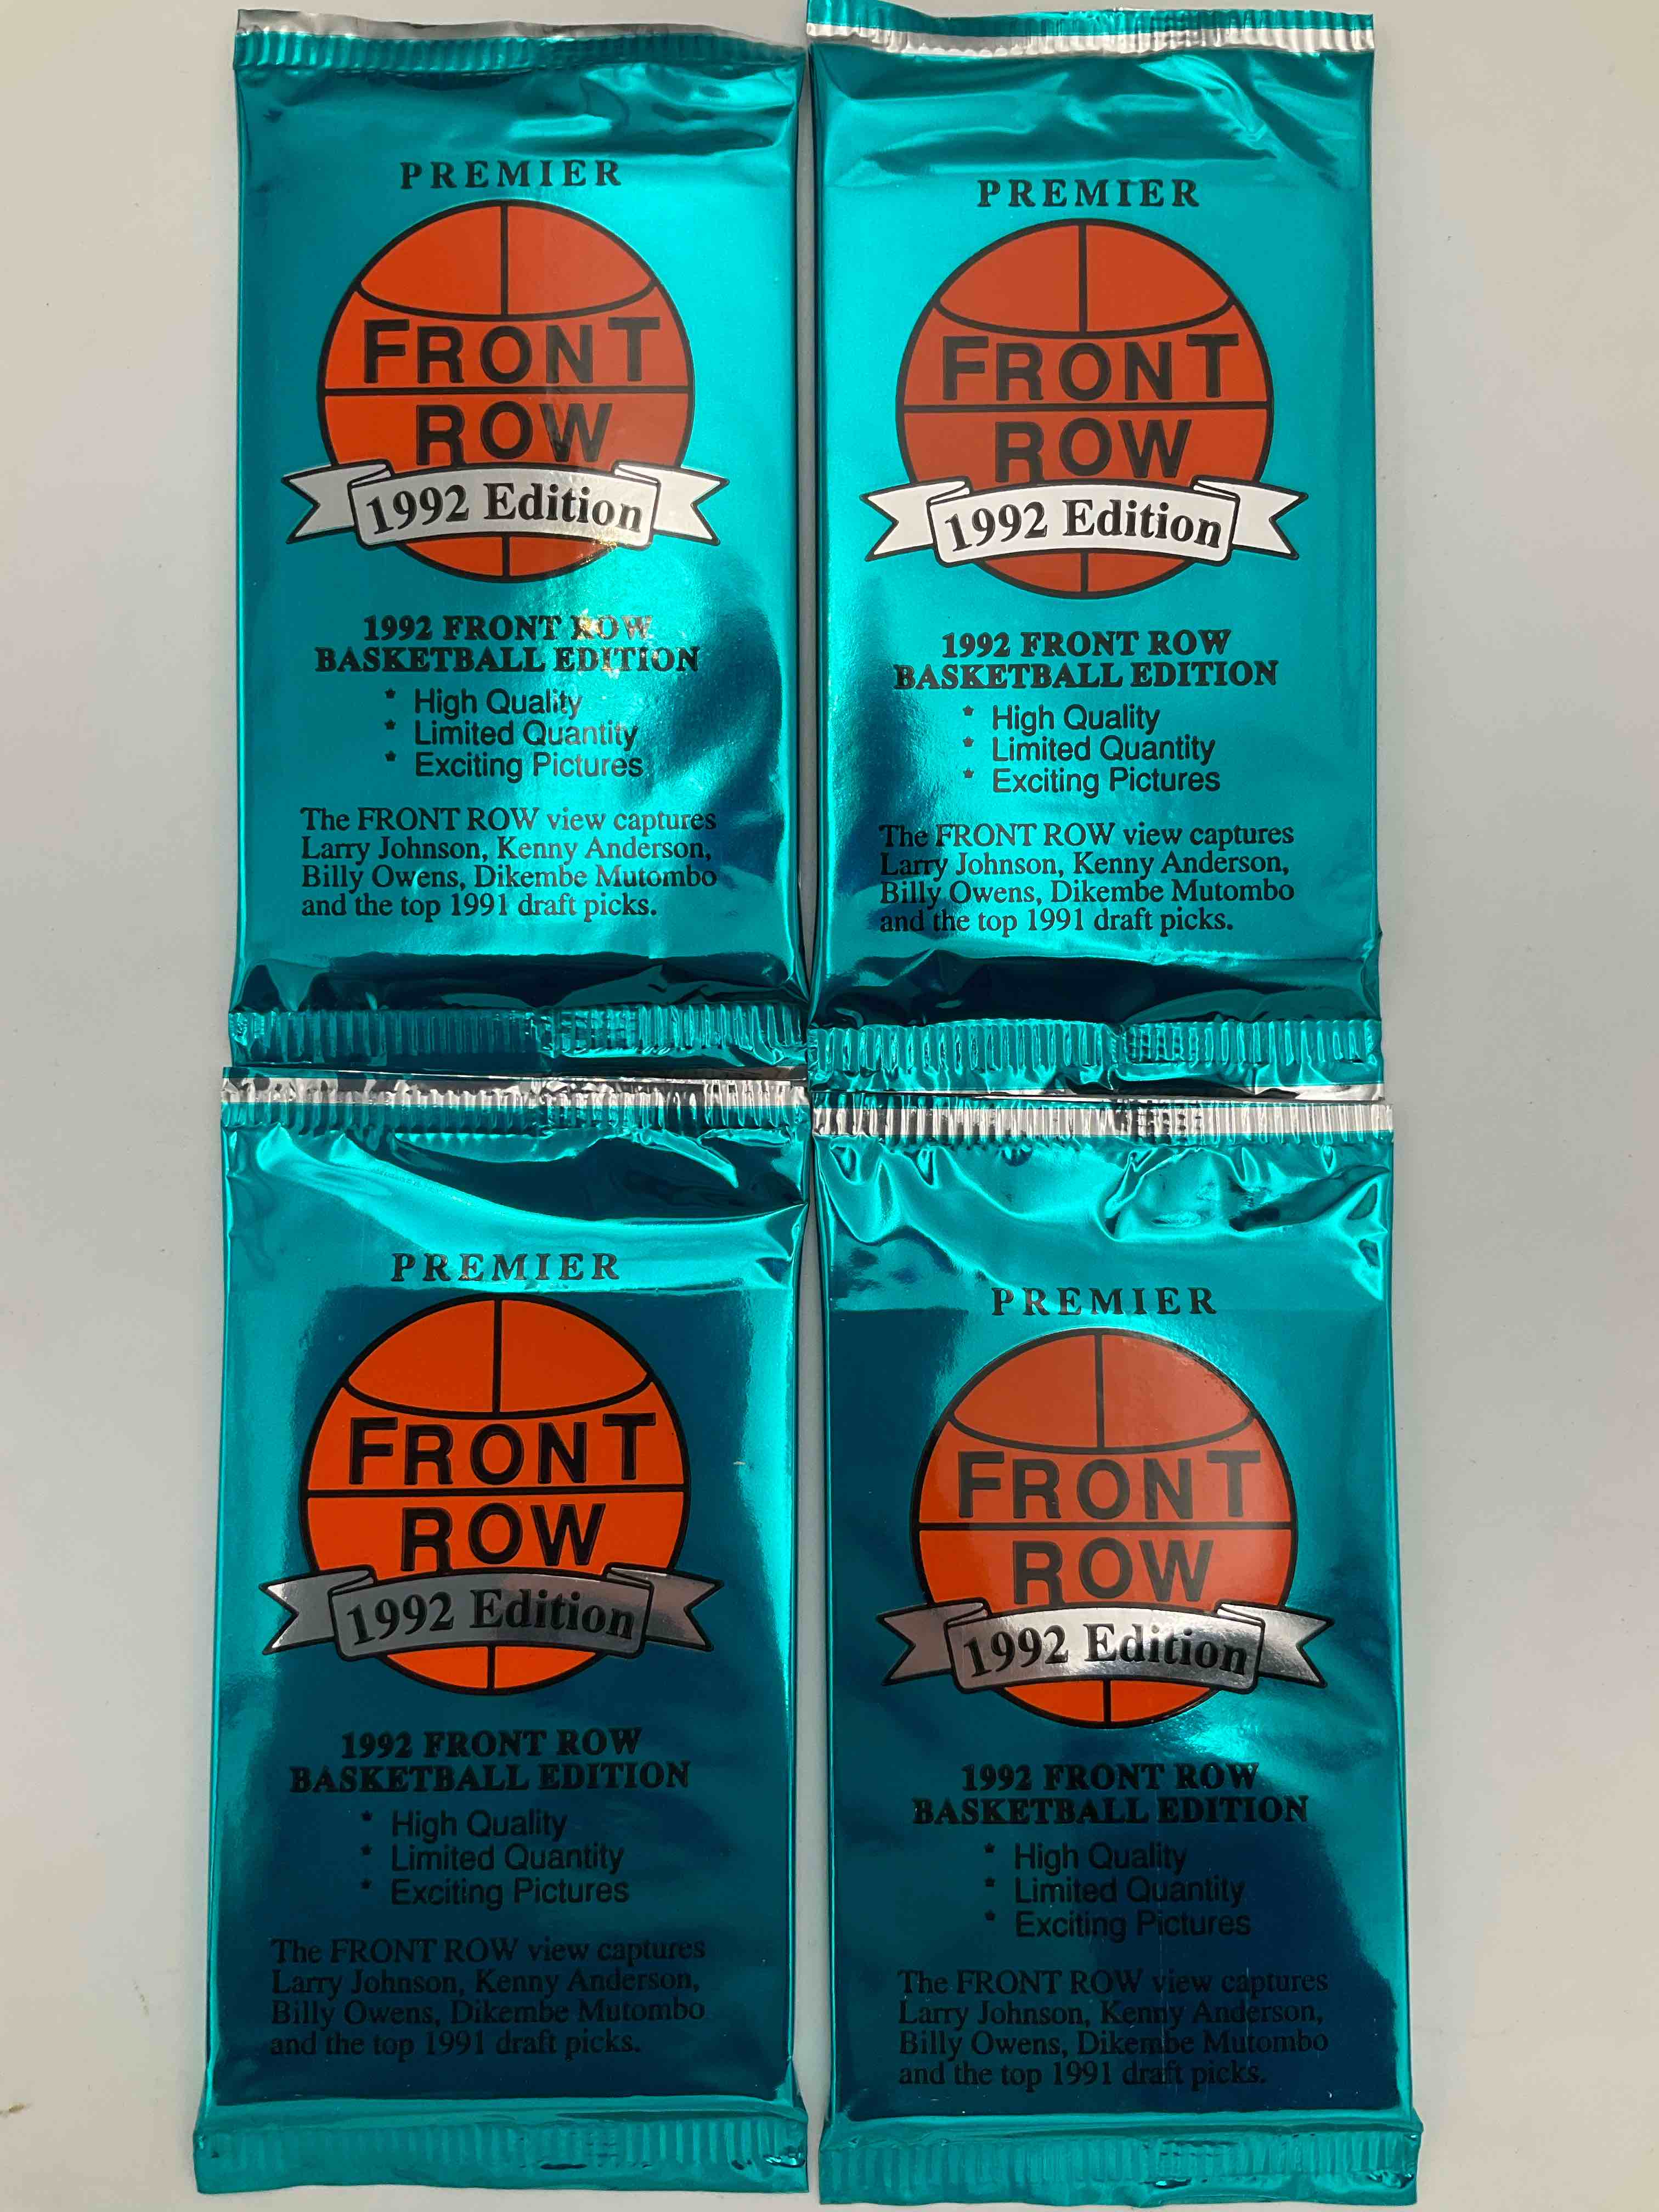 PREMIER
FRONT
ROW
1992 Edition
1992 FRONT ROW
BASKETBALL EDITION
* High Quality
* Limited Quantity
* Exciting Pictures
The FRONT ROW view captures
Larry Johnson, Kenny Anderson,
Billy Owens, Dikembe Mutombo
and the top 1991 draft picks.
PREMIER
FRONT
ROW
1992 Edition
1992 FRONT ROW
BASKETBALL EDITION
* High Quality
* Limited Quantity
* Exciting Pictures
The FRONT ROW view captures
Larry Johnson, Kenny Anderson,
Billy Owens, Dikembe Mutombo
and the top 1991 draft picks.
PREMIER
FRONT
ROW
1992 Edition
1992 FRONT ROW
BASKETBALL EDITION
* High Quality
* Limited Quantity
* Exciting Pictures
The FRONT ROW view captures
Larry Johnson, Kenny Anderson,
Billy Owens, Dikembe Mutombo
and the top 1991 draft picks.
PREMIER
FRONT
ROW
1992 Edition
1992 FRONT ROW
BASKETBALL EDITION
* High Quality
* Limited Quantity
* Exciting Pictures
The FRONT ROW view captures
Larry Johnson, Kenny Anderson,
Billy Owens, Dikembe Mutombo
and the top 1991 draft picks.